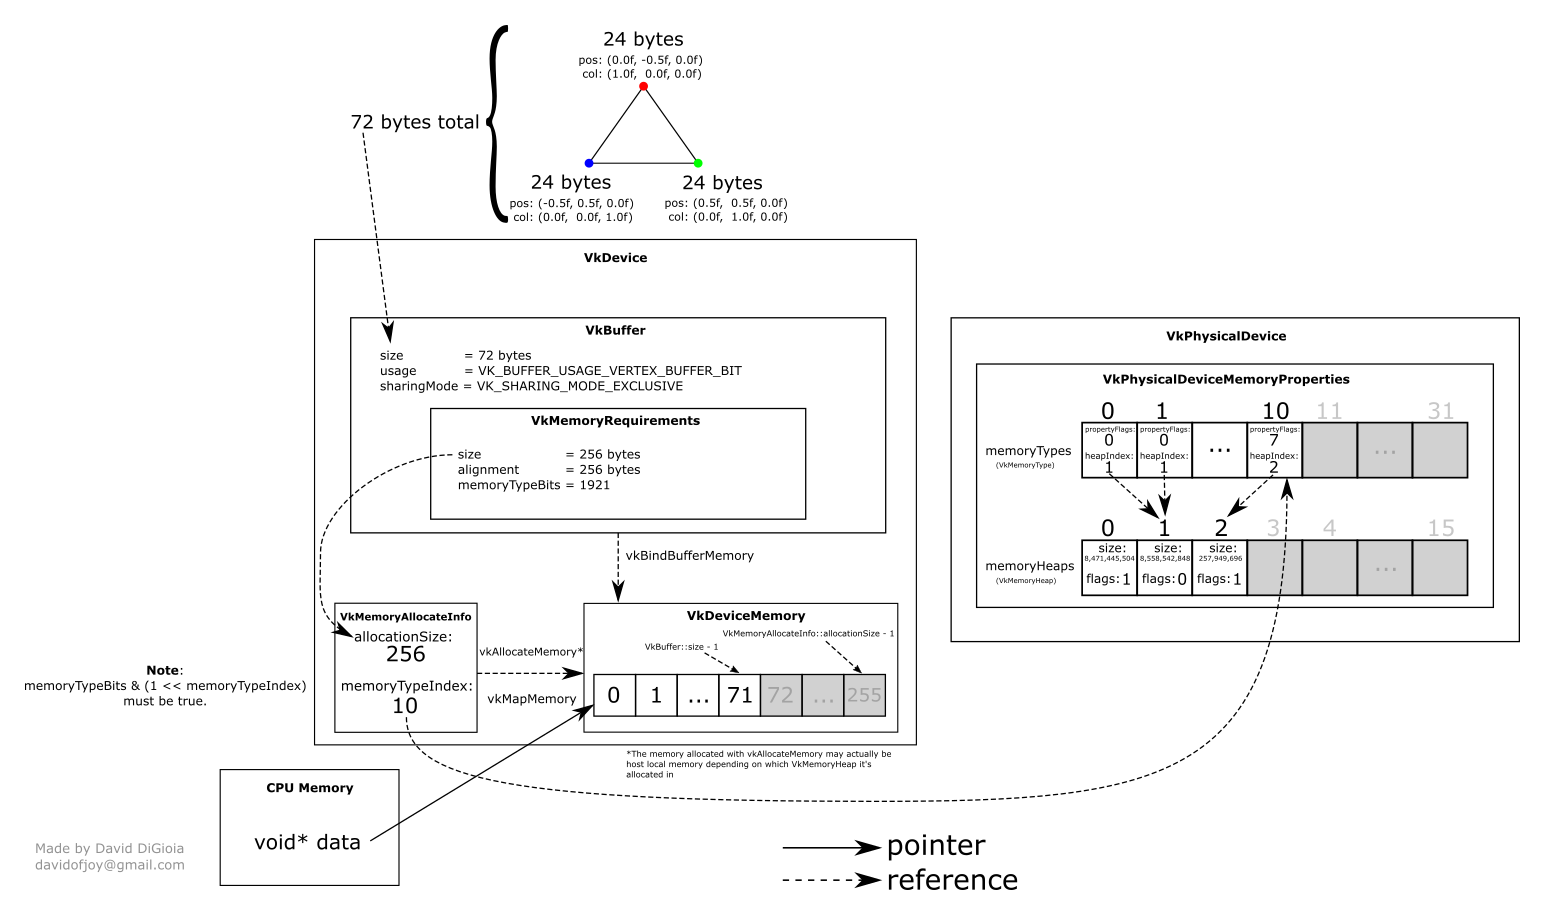 24 bytes
pos: (0.0f, -0.5f, 0.0f)
col: (1.0f,  0.0f, 0.0f)
72 bytes total
24 bytes
pos: (-0.5f, 0.5f, 0.0f)
col: (0.0f,  0.0f, 1.0f)
24 bytes
pos: (0.5f,  0.5f, 0.0f)
col: (0.0f,  1.0f, 0.0f)
VkDevice
VkBuffer
size = 72 bytes
usage = VK_BUFFER_USAGE_VERTEX_BUFFER_BIT
sharingMode = VK_SHARING_MODE_EXCLUSIVE
VkMemoryRequirements
size = 256 bytes
alignment = 256 bytes
memoryTypeBits = 1921
vkBindBufferMemory
VkMemoryAllocateInfo
allocationSize:
256
memoryTypeIndex:
10
vkAllocateMemory*
vkMapMemory
VkDeviceMemory
VkMemoryAllocateInfo::allocationSize - 1
VkBuffer::size - 1
0 1 ... 71 72 ... 255
*The memory allocated with vkAllocateMemory may actually be
host local memory depending on which VkMemoryHeap it's
allocated in
Note:
memoryTypeBits & (1 << memoryTypeIndex)
must be true.
CPU Memory
void* data
Made by David DiGioia
davidofjoy@gmail.com
VkPhysicalDevice
VkPhysicalDeviceMemoryProperties
0 1 10 11 31
memoryTypes
(VkMemoryType)
propertyFlags: propertyFlags: propertyFlags:
0 0 ... 7 ...
heapIndex: heapIndex: heapIndex:
1 1 2
0 1 2 3 4 15
memoryHeaps
(VkMemoryHeap)
size: size: size:
8,471,445,504 8,558,542,848 257,949,696
...
flags: 1 flags: 0 flags: 1
pointer
reference